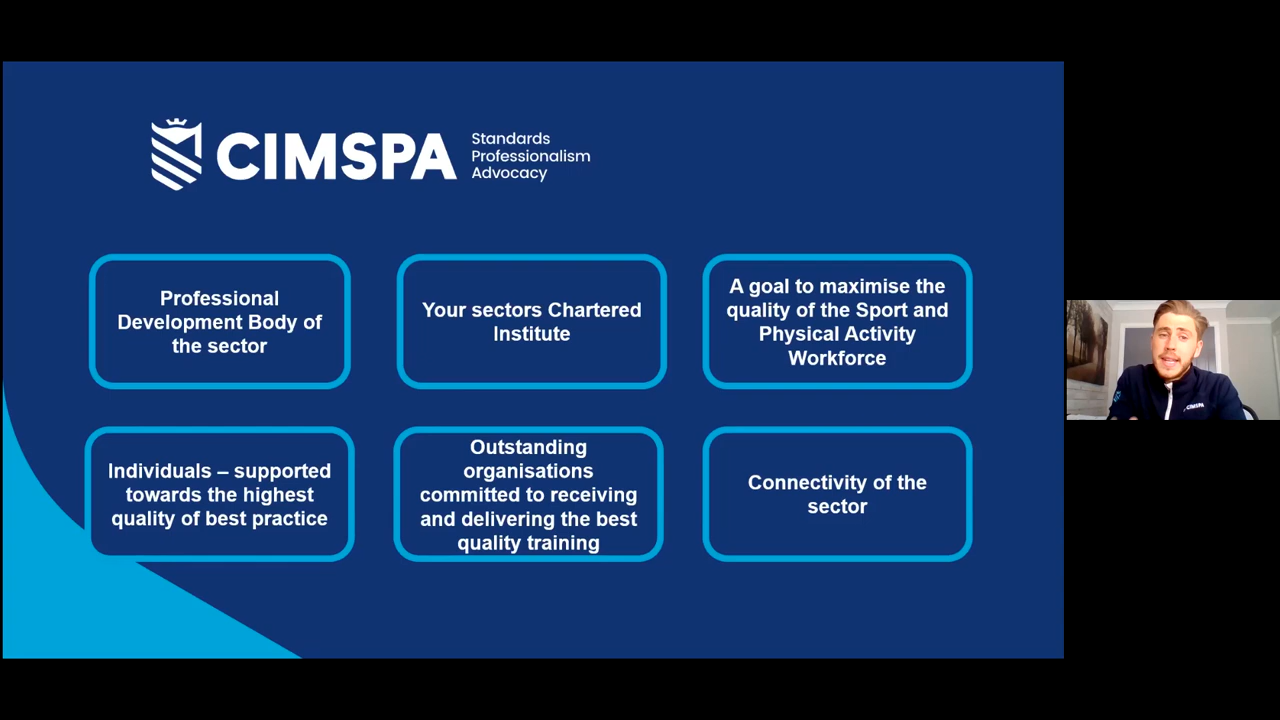 CIMSPA
Standards
Professionalism
Advocacy
Professional
Development Body of
the sector
Your sectors Chartered
Institute
A goal to maximise the
quality of the Sport and
Physical Activity
Workforce
Individuals – supported
towards the highest
quality of best practice
Outstanding
organisations
committed to receiving
and delivering the best
quality training
Connectivity of the
sector
CIMSPA